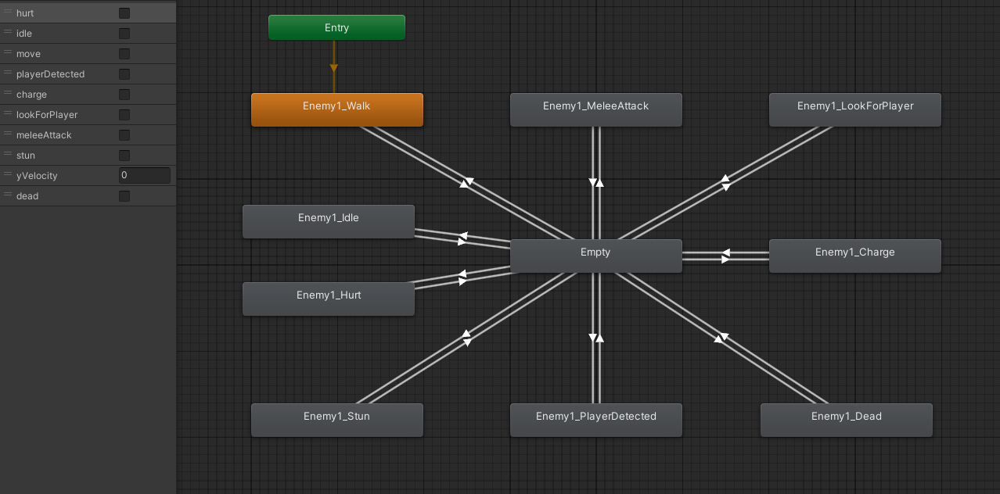 hurt
idle
move
playerDetected
charge
lookForPlayer
meleeAttack
stun
yVelocity 0
dead
Entry
Enemy1_Walk
Enemy1_MeleeAttack
Enemy1_LookForPlayer
Enemy1_Idle
Empty
Enemy1_Charge
Enemy1_Hurt
Enemy1_Stun
Enemy1_PlayerDetected
Enemy1_Dead